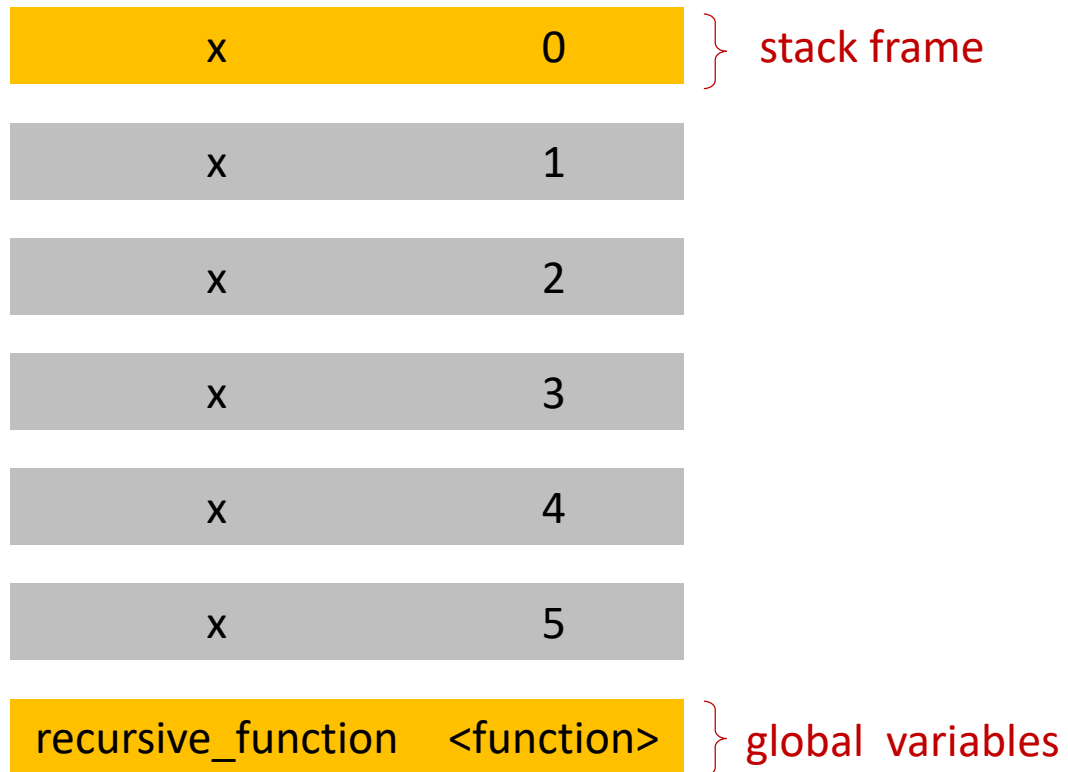 x 0 stack frame
x 1
x 2
x 3
x 4
x 5
recursive_function <function> global variables